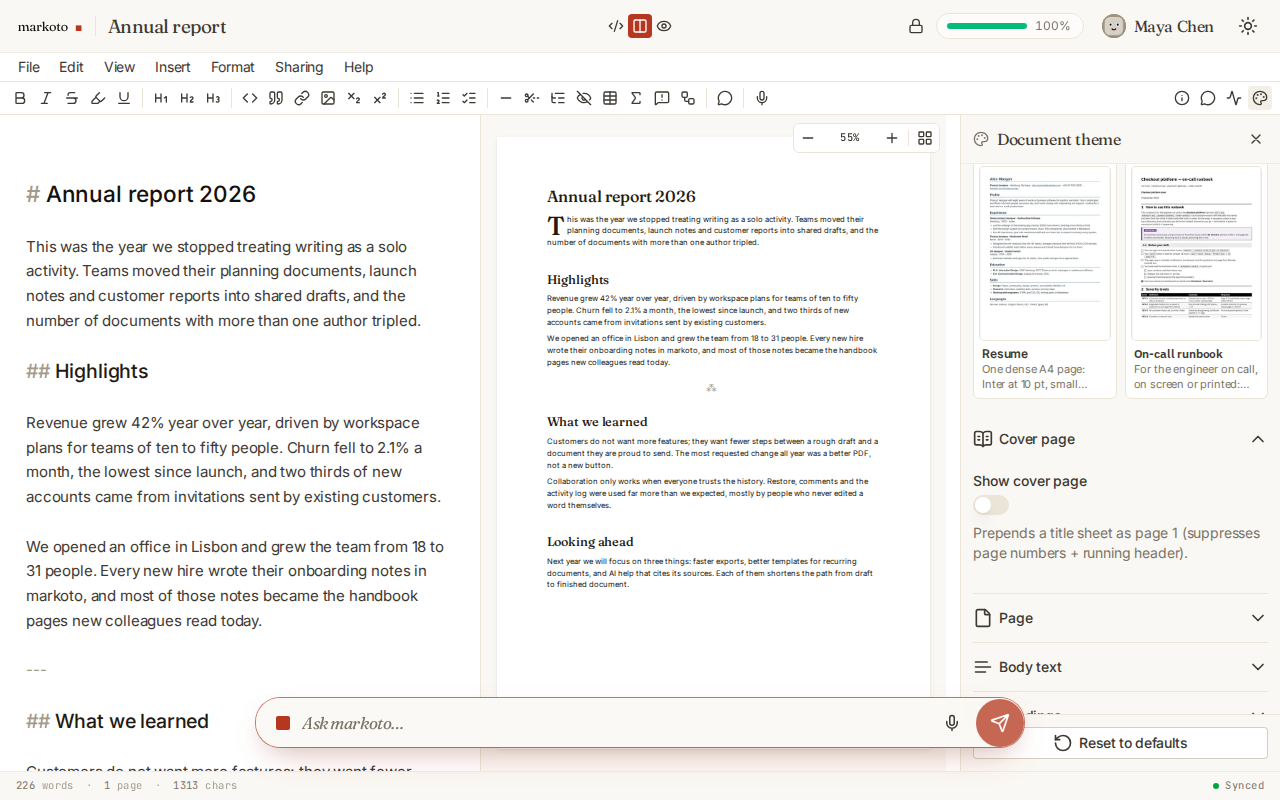 markoto
Annual report
100%
Maya Chen
File Edit View Insert Format Sharing Help
H1 H2 H3
# Annual report 2026
This was the year we stopped treating writing as a solo
activity. Teams moved their planning documents, launch
notes and customer reports into shared drafts, and the
number of documents with more than one author tripled.
## Highlights
Revenue grew 42% year over year, driven by workspace
plans for teams of ten to fifty people. Churn fell to 2.1% a
month, the lowest since launch, and two thirds of new
accounts came from invitations sent by existing customers.
We opened an office in Lisbon and grew the team from 18 to
31 people. Every new hire wrote their onboarding notes in
markoto, and most of those notes became the handbook
pages new colleagues read today.
---
## What we learned
Customers do not want more features; they want fewer
55%
Annual report 2026
This was the year we stopped treating writing as a solo activity. Teams moved their
planning documents, launch notes and customer reports into shared drafts, and the
number of documents with more than one author tripled.
Highlights
Revenue grew 42% year over year, driven by workspace plans for teams of ten to fifty
people. Churn fell to 2.1% a month, the lowest since launch, and two thirds of new
accounts came from invitations sent by existing customers.
We opened an office in Lisbon and grew the team from 18 to 31 people. Every new hire
wrote their onboarding notes in markoto, and most of those notes became the handbook
pages new colleagues read today.
What we learned
Customers do not want more features; they want fewer steps between a rough draft and a
document they are proud to send. The most requested change all year was a better PDF,
not a new button.
Collaboration only works when everyone trusts the history. Restore, comments and the
activity log were used far more than we expected, mostly by people who never edited a
word themselves.
Looking ahead
Next year we will focus on three things: faster exports, better templates for recurring
documents, and AI help that cites its sources. Each of them shortens the path from draft
to finished document.
Document theme
Resume
One dense A4 page:
Inter at 10 pt, small…
On-call runbook
For the engineer on call,
on screen or printed:…
Cover page
Show cover page
Prepends a title sheet as page 1 (suppresses
page numbers + running header).
Page
Body text
Reset to defaults
Ask markoto…
226 words · 1 page · 1313 chars
Synced